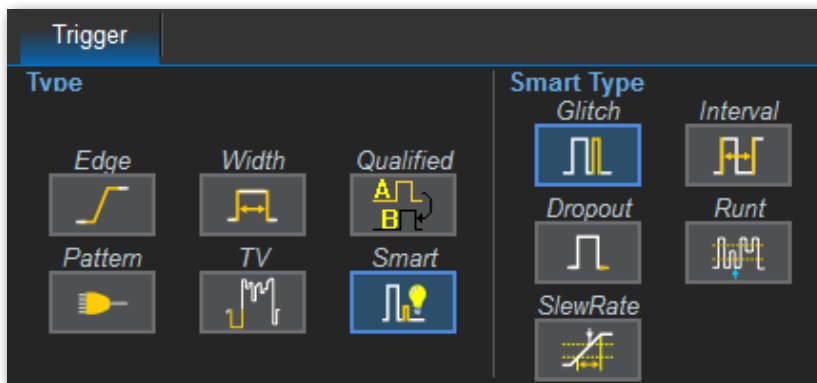 Trigger
Type
Smart Type
Glitch Interval
Edge Width Qualified
A
B
Dropout Runt
Pattern TV Smart
SlewRate